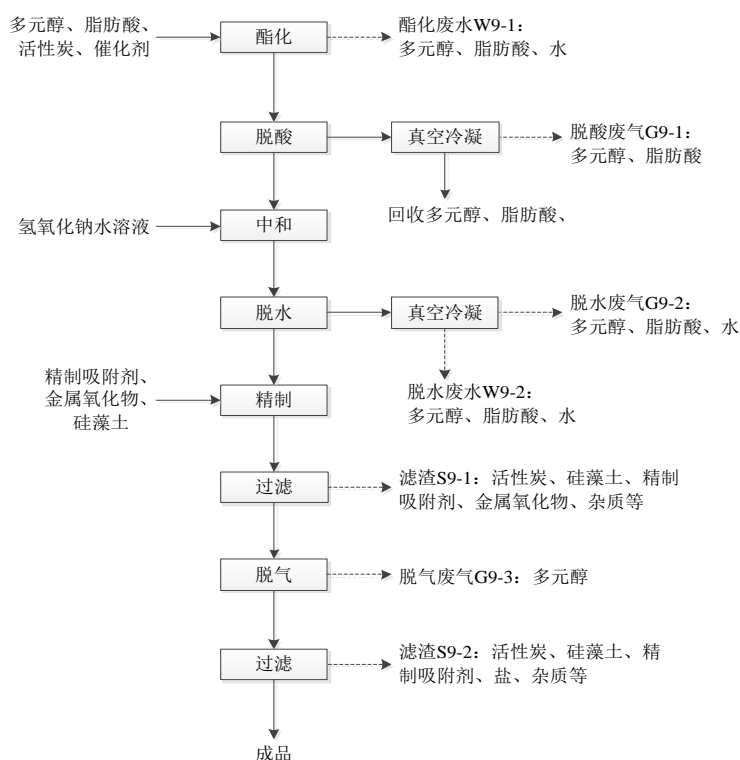 多元醇、脂肪酸、
活性炭、催化剂
酯化
酯化废水W9-1：
多元醇、脂肪酸、水
脱酸
真空冷凝
脱酸废气G9-1：
多元醇、脂肪酸
回收多元醇、脂肪酸、
氢氧化钠水溶液
中和
脱水
真空冷凝
脱水废气G9-2：
多元醇、脂肪酸、水
脱水废水W9-2：
多元醇、脂肪酸、水
精制吸附剂、
金属氧化物、
硅藻土
精制
过滤
滤渣S9-1：活性炭、硅藻土、精制
吸附剂、金属氧化物、杂质等
脱气
脱气废气G9-3：多元醇
过滤
滤渣S9-2：活性炭、硅藻土、精
制吸附剂、盐、杂质等
成品